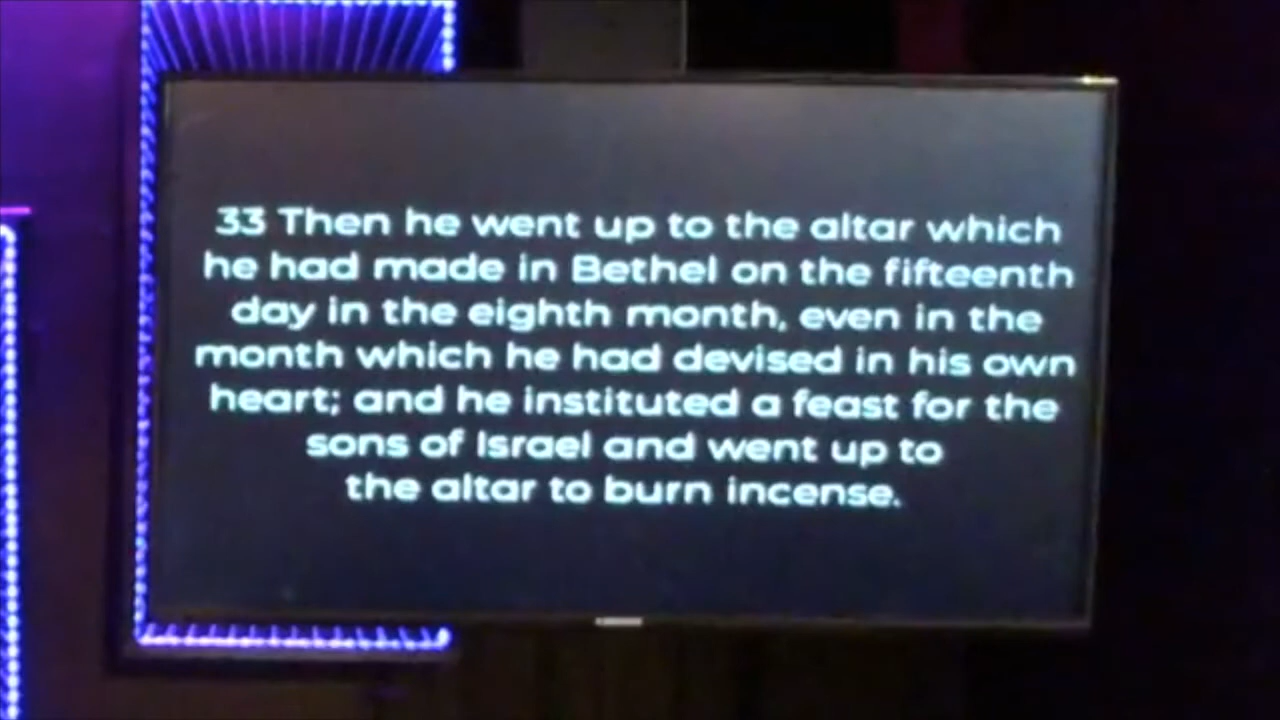 33 Then he went up to the altar which
he had made in Bethel on the fifteenth
day in the eighth month, even in the
month which he had devised in his own
heart; and he instituted a feast for the
sons of Israel and went up to
the altar to burn incense.